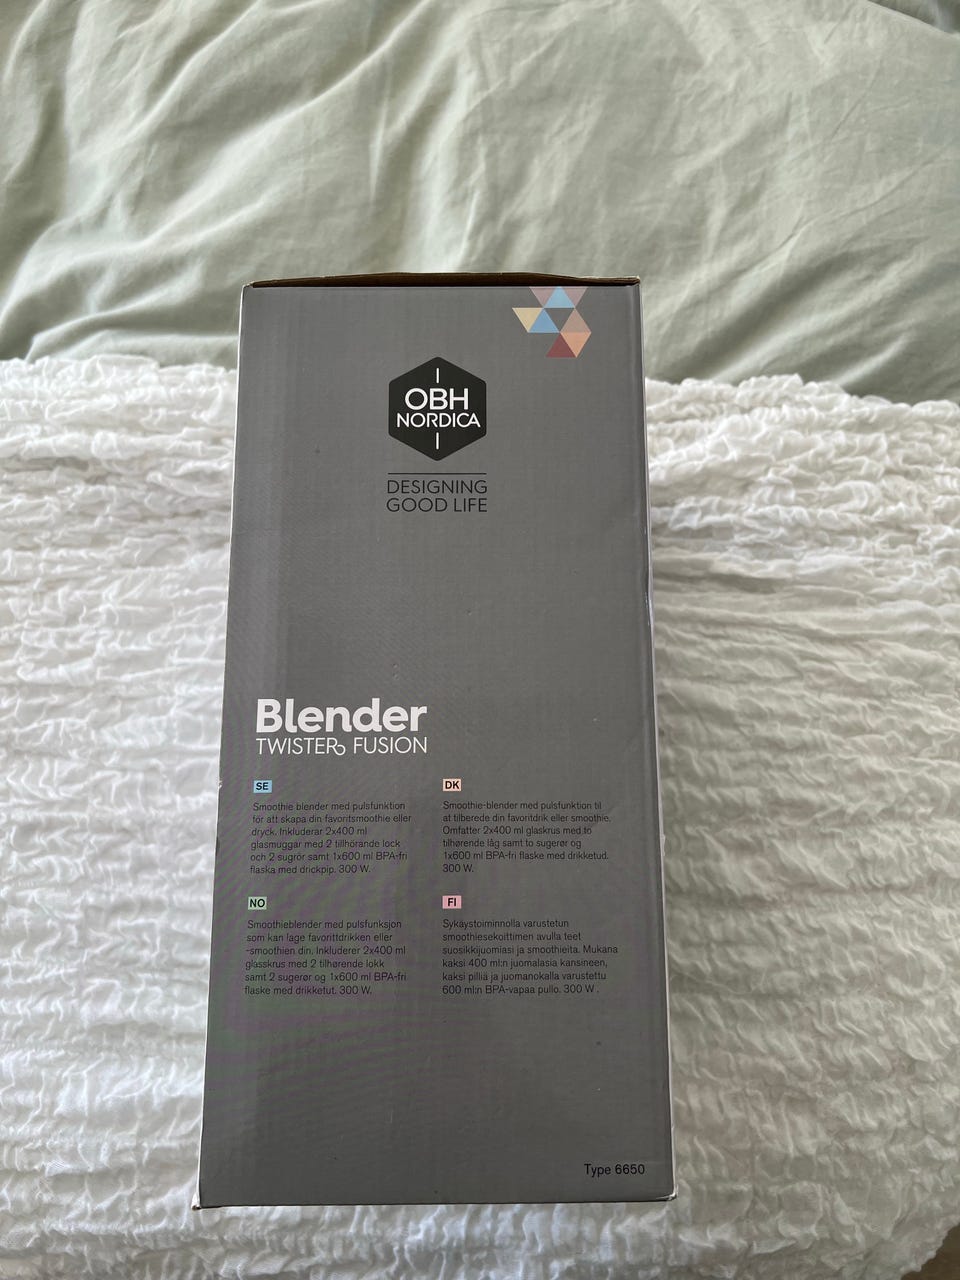 OBH
NORDICA
DESIGNING
GOOD LIFE
Blender
TWISTER FUSION
SE
Smoothie blender med pulsfunktion
för att skapa din favoritsmoothie eller
dryck. Inkluderar 2x400 ml
glasmuggar med 2 tillhörande lock
och 2 sugrör samt 1x600 ml BPA-fri
flaska med drickpip. 300 W.
DK
Smoothie-blender med pulsfunktion til
at tilberede din favoritdrik eller smoothie.
Omfatter 2x400 ml glaskrus med to
tilhørende låg samt to sugerør og
1x600 ml BPA-fri flaske med drikketud.
300 W.
NO
Smoothieblender med pulsfunksjon
som kan lage favorittdrikken eller
-smoothien din. Inkluderer 2x400 ml
glasskrus med 2 tilhørende lokk
samt 2 sugerør og 1x600 ml BPA-fri
flaske med drikketut. 300 W.
FI
Sykäystoiminnolla varustetun
smoothiesekoittimen avulla teet
suosikkijuomiasi ja smoothieita. Mukana
kaksi 400 ml:n juomalasia kansineen,
kaksi pilliä ja juomanokalla varustettu
600 ml:n BPA-vapaa pullo. 300 W .
Type 6650